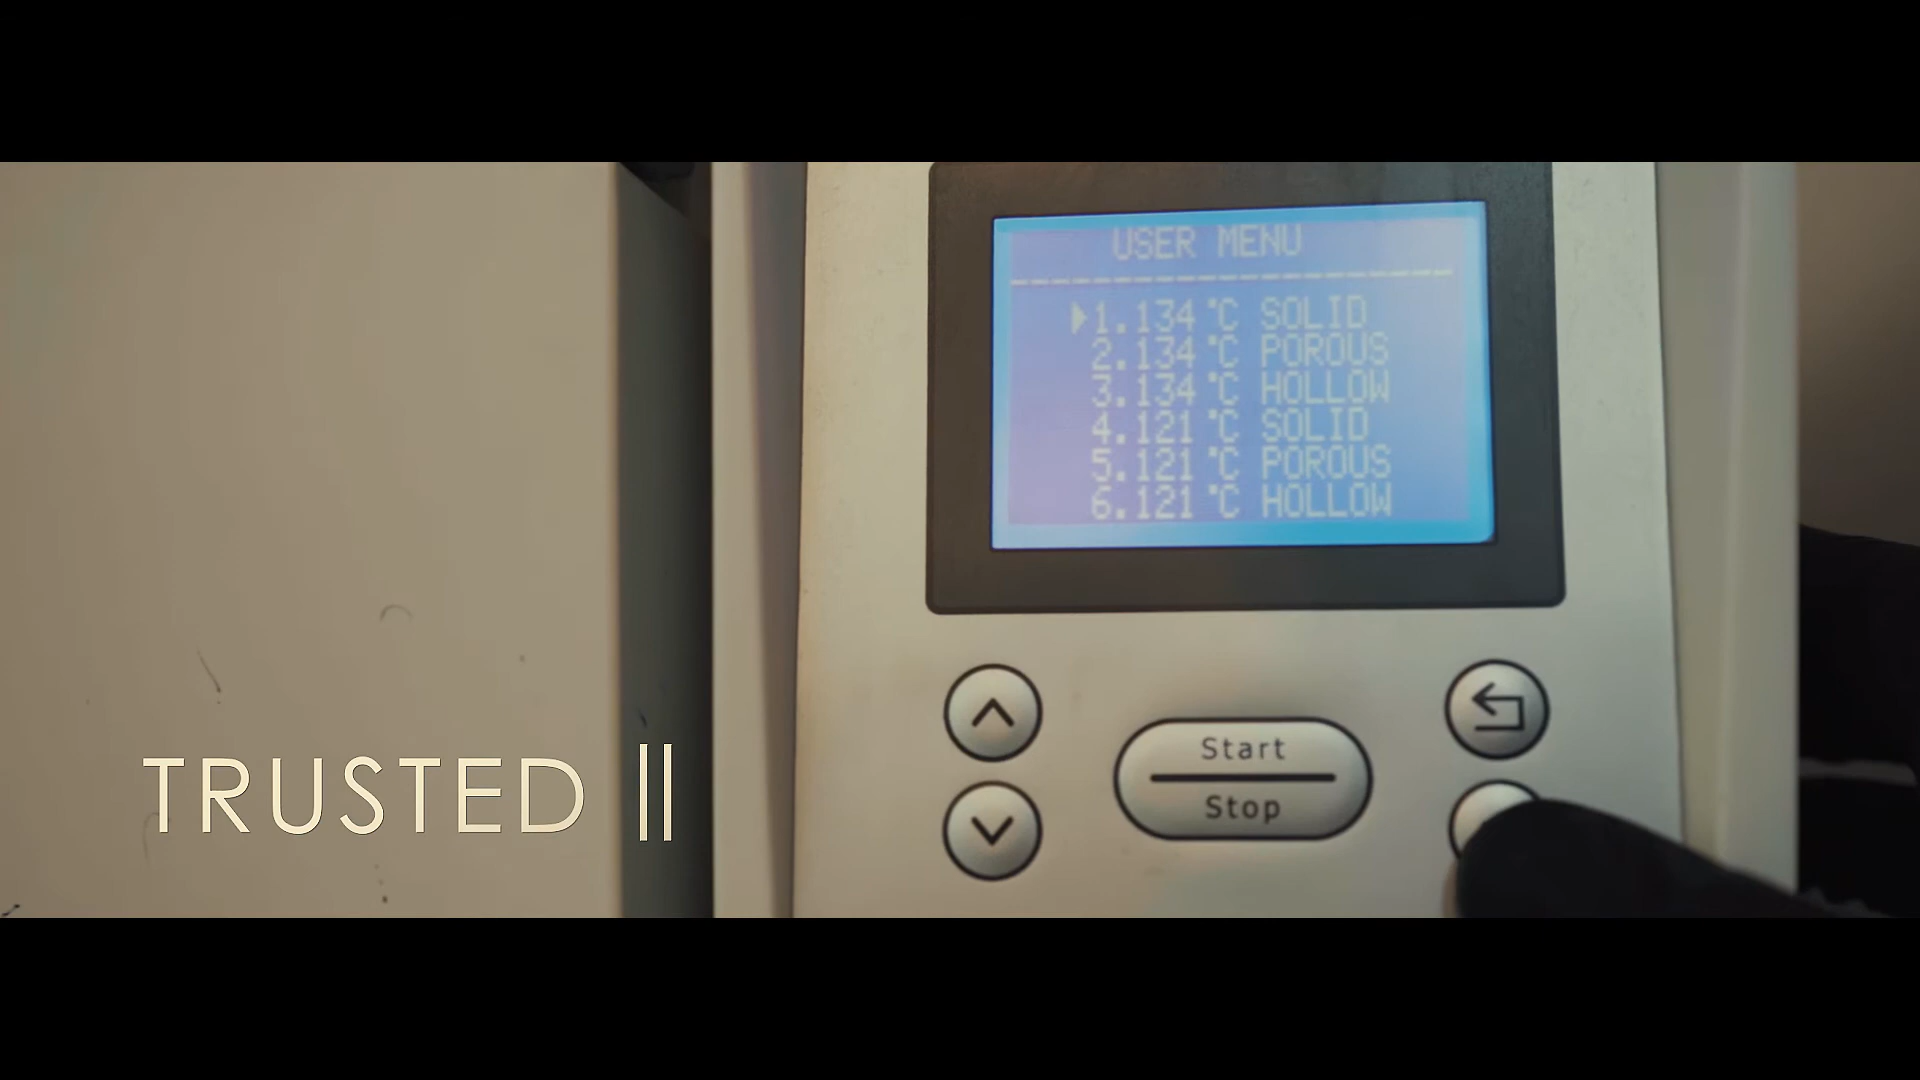 USER MENU
1.134 °C SOLID
2.134 °C POROUS
3.134 °C HOLLOW
4.121 °C SOLID
5.121 °C POROUS
6.121 °C HOLLOW
Start
Stop
TRUSTED ||